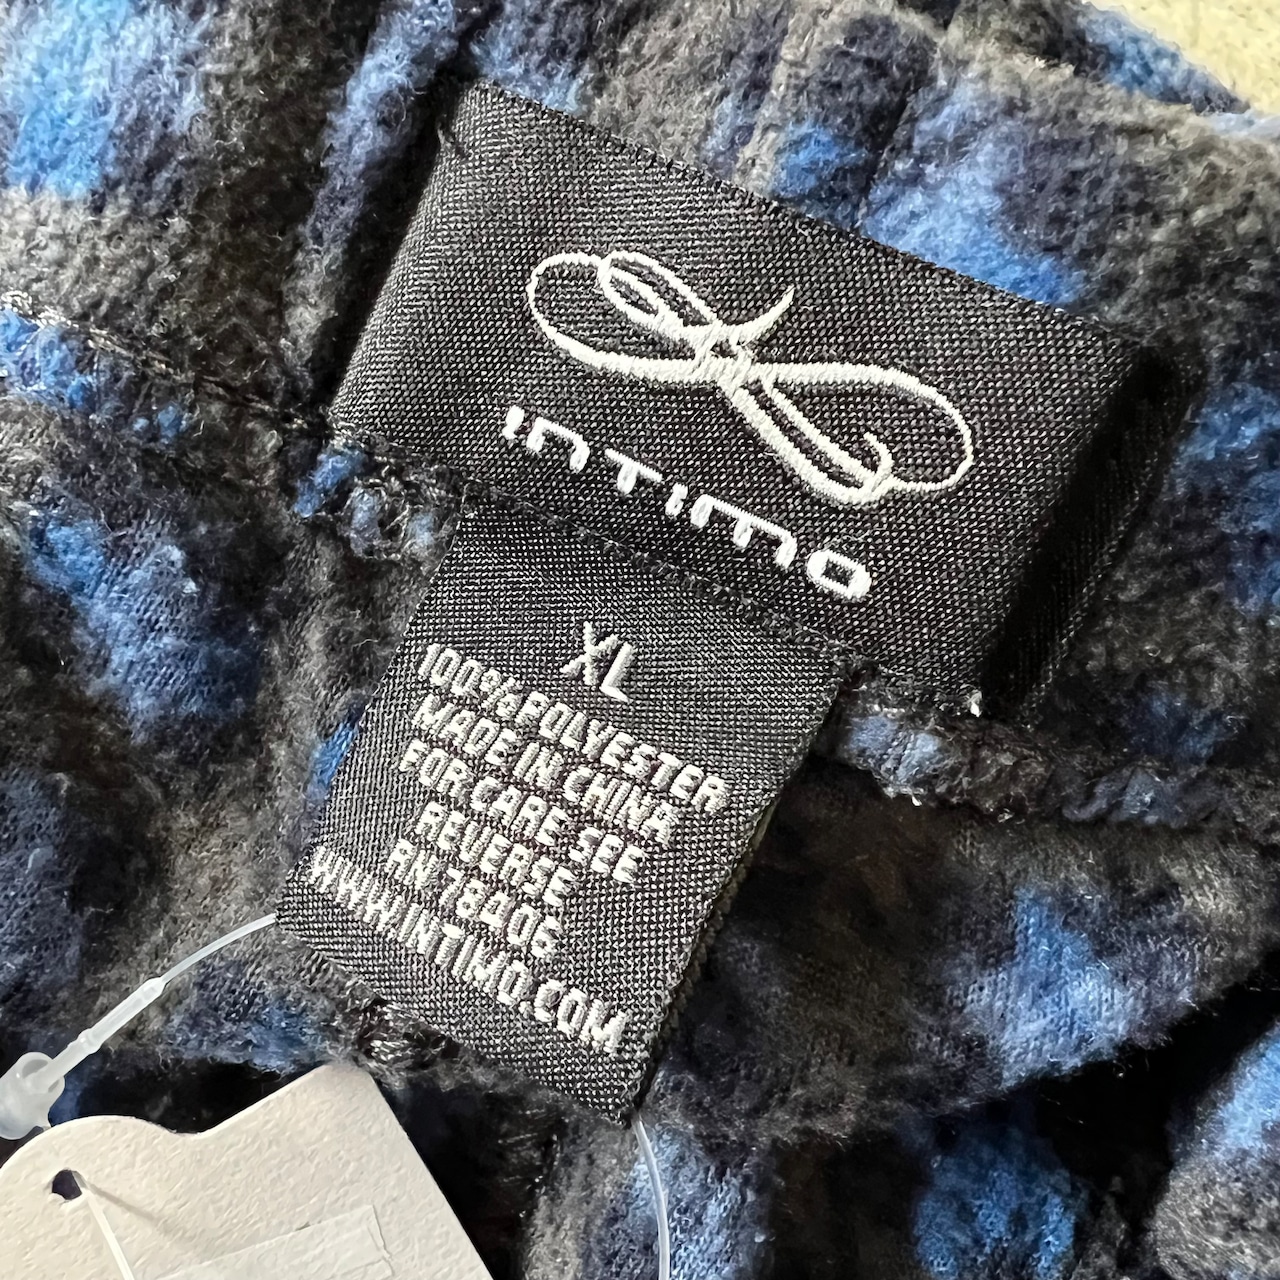 INTIMO
XL
100% POLYESTER
MADE IN CHINA
FOR CARE SEE
REVERSE
RN 78406
WWW.INTIMO.COM